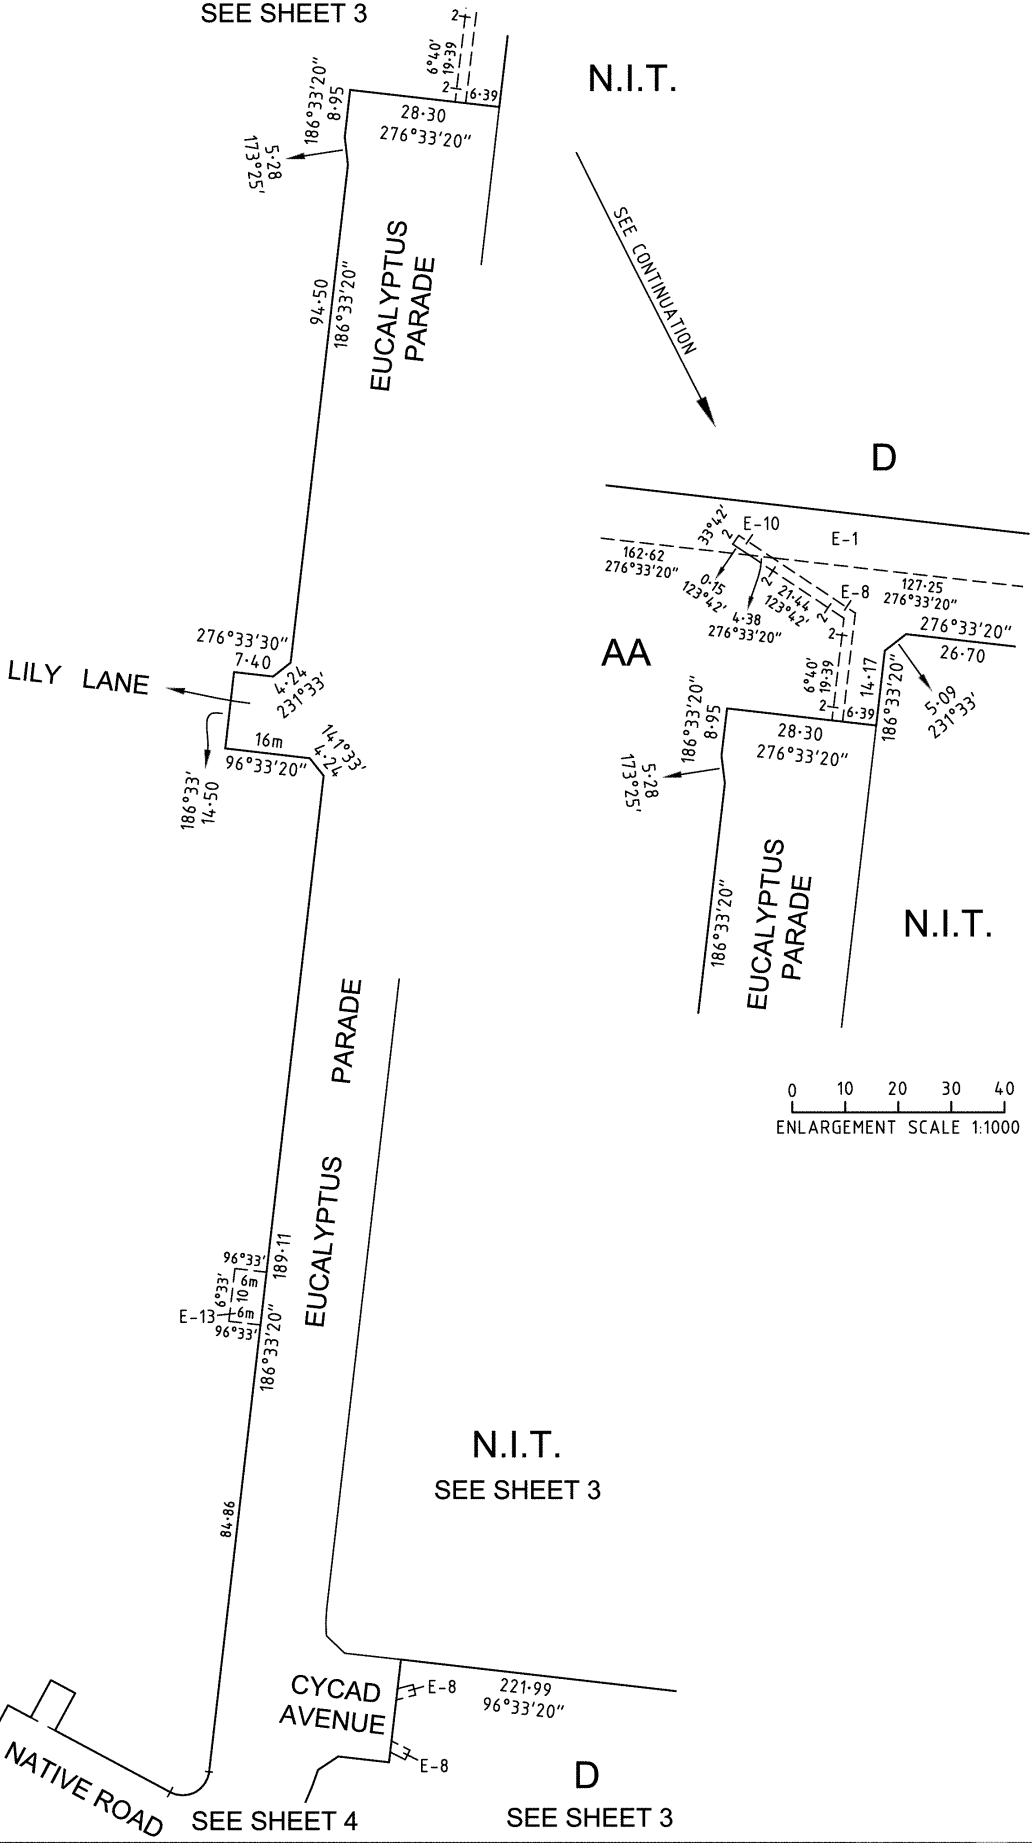 SEE SHEET 3
2
6°40'
19·39
2
6·39
N.I.T.
186°33'20"
8·95
28·30
276°33'20"
5·28
173°25'
SEE CONTINUATION
EUCALYPTUS
PARADE
94·50
186°33'20"
D
33°42'
2
E-10
E-1
162·62
276°33'20"
0·15
123°42'
2
21·44
123°42'
2
4·38
276°33'20"
E-8
127·25
276°33'20"
276°33'20"
26·70
2
AA
6°40'
19·39
2
6·39
14·17
186°33'20"
5·09
231°33'
186°33'20"
8·95
28·30
276°33'20"
5·28
173°25'
276°33'30"
7·40
LILY LANE
4·24
231°33'
16m
96°33'20"
141°33'
4·24
186°33'
14·50
186°33'20"
EUCALYPTUS
PARADE
N.I.T.
0 10 20 30 40
ENLARGEMENT SCALE 1:1000
EUCALYPTUS PARADE
189·11
186°33'20"
96°33'
6m
6°33'
10
E-13
6m
96°33'
N.I.T.
SEE SHEET 3
84·86
CYCAD
AVENUE
E-8
221·99
96°33'20"
E-8
NATIVE ROAD
D
SEE SHEET 4
SEE SHEET 3